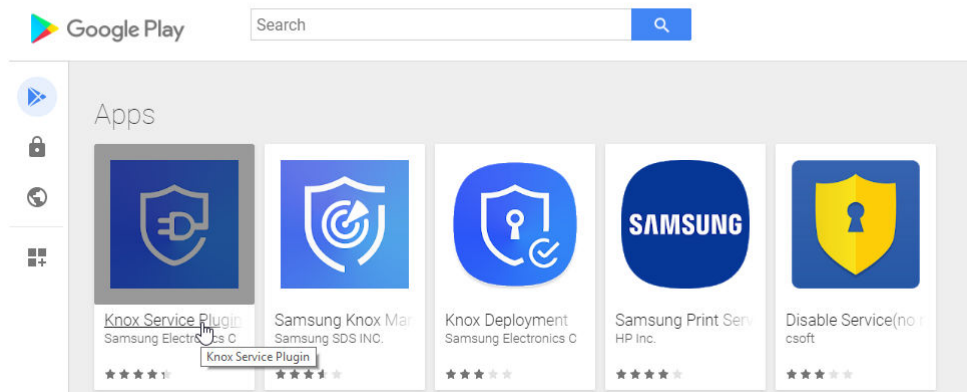 Google Play
Search
Apps
SAMSUNG
Knox Service Plugin
Samsung Electronics C
Knox Service Plugin
Samsung Knox Mar
Samsung SDS INC.
Knox Deployment
Samsung Electronics C
Samsung Print Serv
HP Inc.
Disable Service(no r
csoft